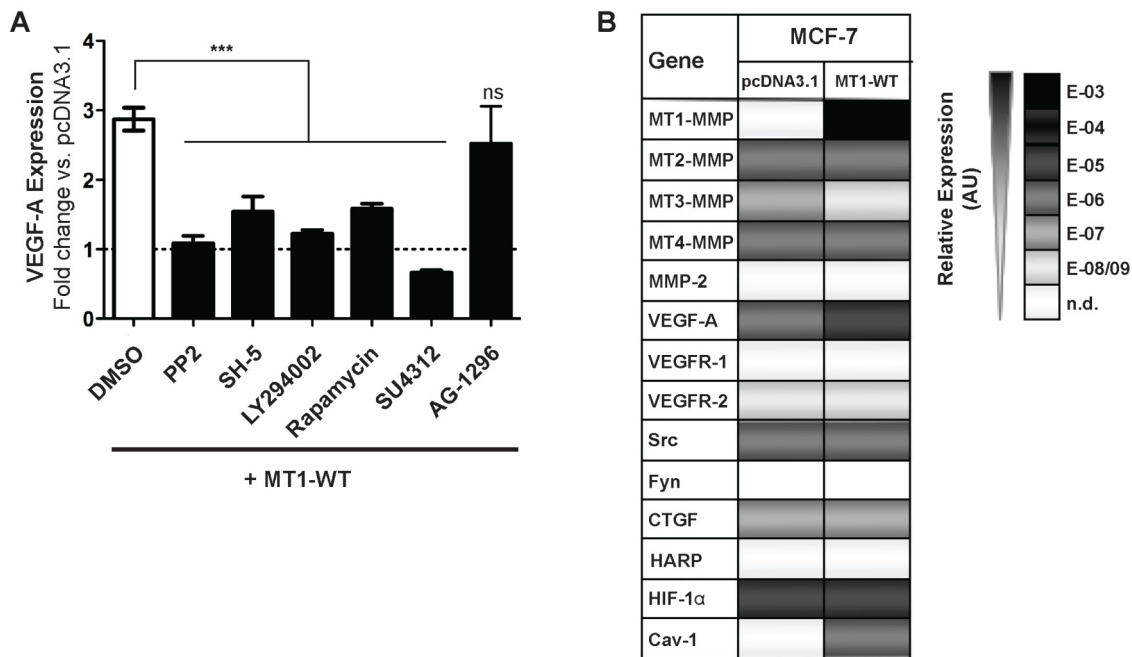 A
VEGF-A Expression
Fold change vs. pcDNA3.1
4
3
2
1
0
***
ns
DMSO
PP2
SH-5
LY294002
Rapamycin
SU4312
AG-1296
+ MT1-WT
B
Gene
MCF-7
pcDNA3.1 MT1-WT
MT1-MMP
MT2-MMP
MT3-MMP
MT4-MMP
MMP-2
VEGF-A
VEGFR-1
VEGFR-2
Src
Fyn
CTGF
HARP
HIF-1α
Cav-1
Relative Expression
(AU)
E-03
E-04
E-05
E-06
E-07
E-08/09
n.d.